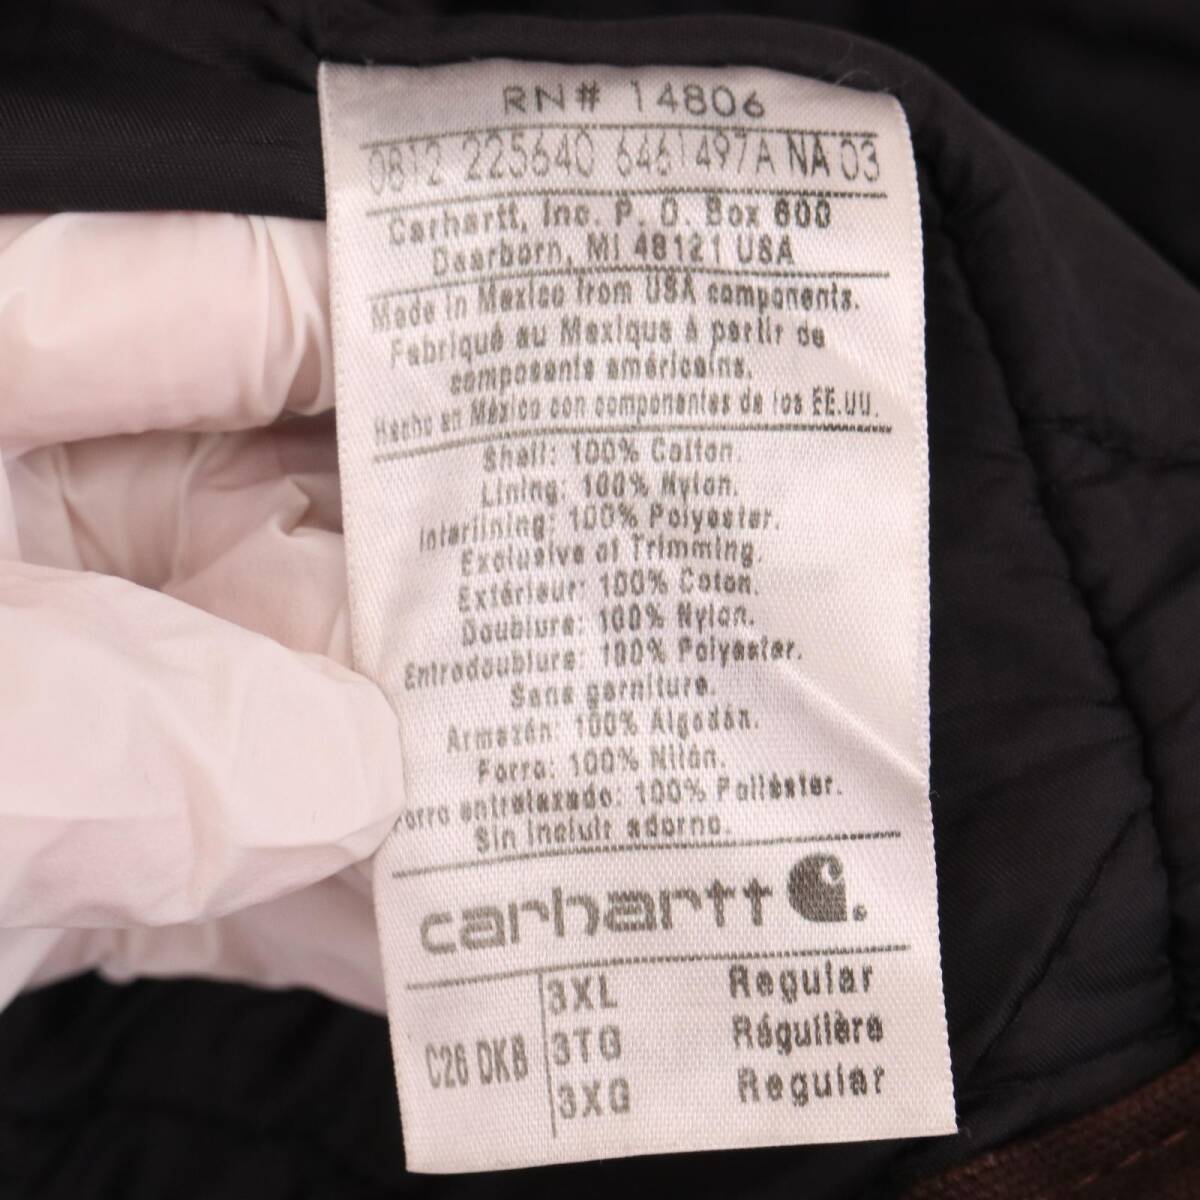 RN# 14806
0812 225640 6461497A NA 03
Carhartt, Inc. P. O. Box 600
Dearborn, MI 48121 USA
Made in Mexico from USA components.
Fabriqué au Mexique à partir de
composants américains.
Hecho en México con componentes de los EE.UU.
Shell: 100% Cotton.
Lining: 100% Nylon.
Interlining: 100% Polyester.
Exclusive of Trimming.
Extérieur: 100% Coton.
Doublure: 100% Nylon.
Entredoublure: 100% Polyester.
Sans garniture.
Armazón: 100% Algodón.
Forro: 100% Nilón.
Forro entrelazado: 100% Poliéster.
Sin incluir adorno.
carhartt
C26 DKB
3XL Regular
3TG Régulière
3XG Regular